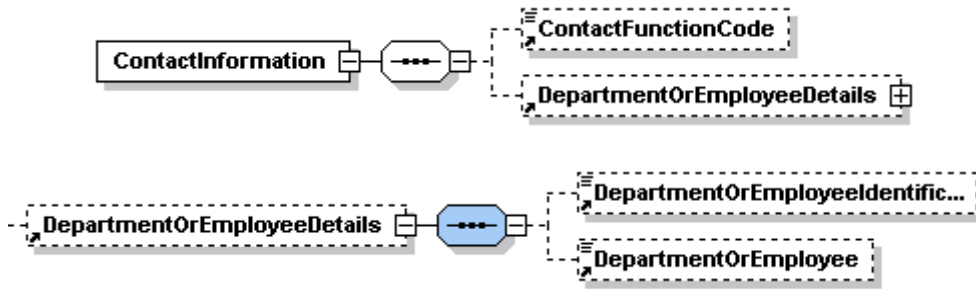 ContactFunctionCode
ContactInformation
DepartmentOrEmployeeDetails
DepartmentOrEmployeeIdentific...
DepartmentOrEmployeeDetails
DepartmentOrEmployee